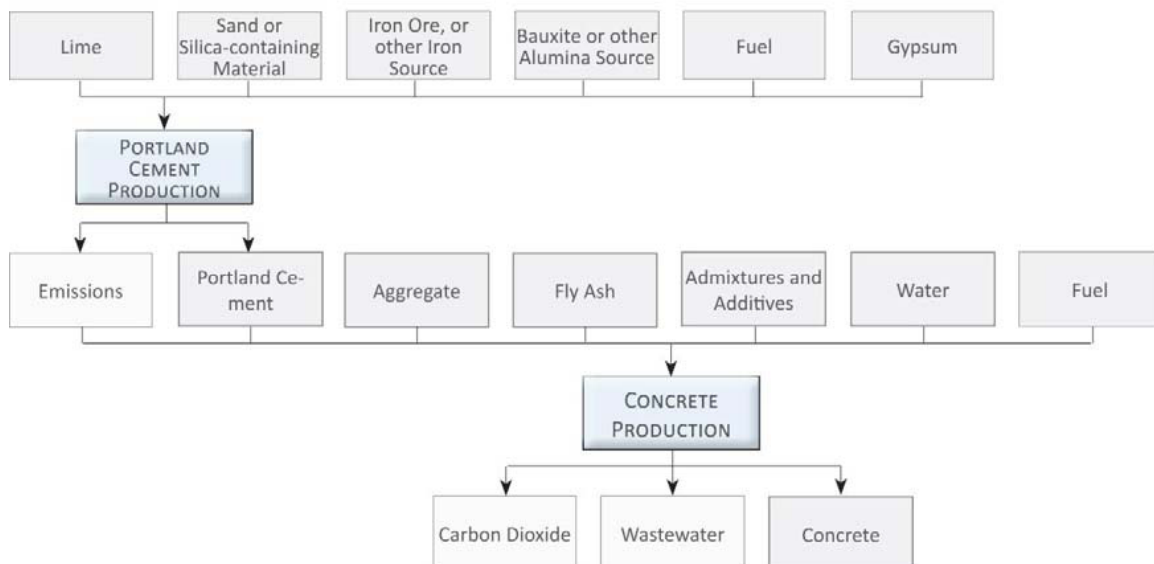 Lime
Sand or
Silica-containing
Material
Iron Ore, or
other Iron
Source
Bauxite or other
Alumina Source
Fuel
Gypsum
PORTLAND
CEMENT
PRODUCTION
Emissions
Portland Ce-
ment
Aggregate
Fly Ash
Admixtures and
Additives
Water
Fuel
CONCRETE
PRODUCTION
Carbon Dioxide
Wastewater
Concrete